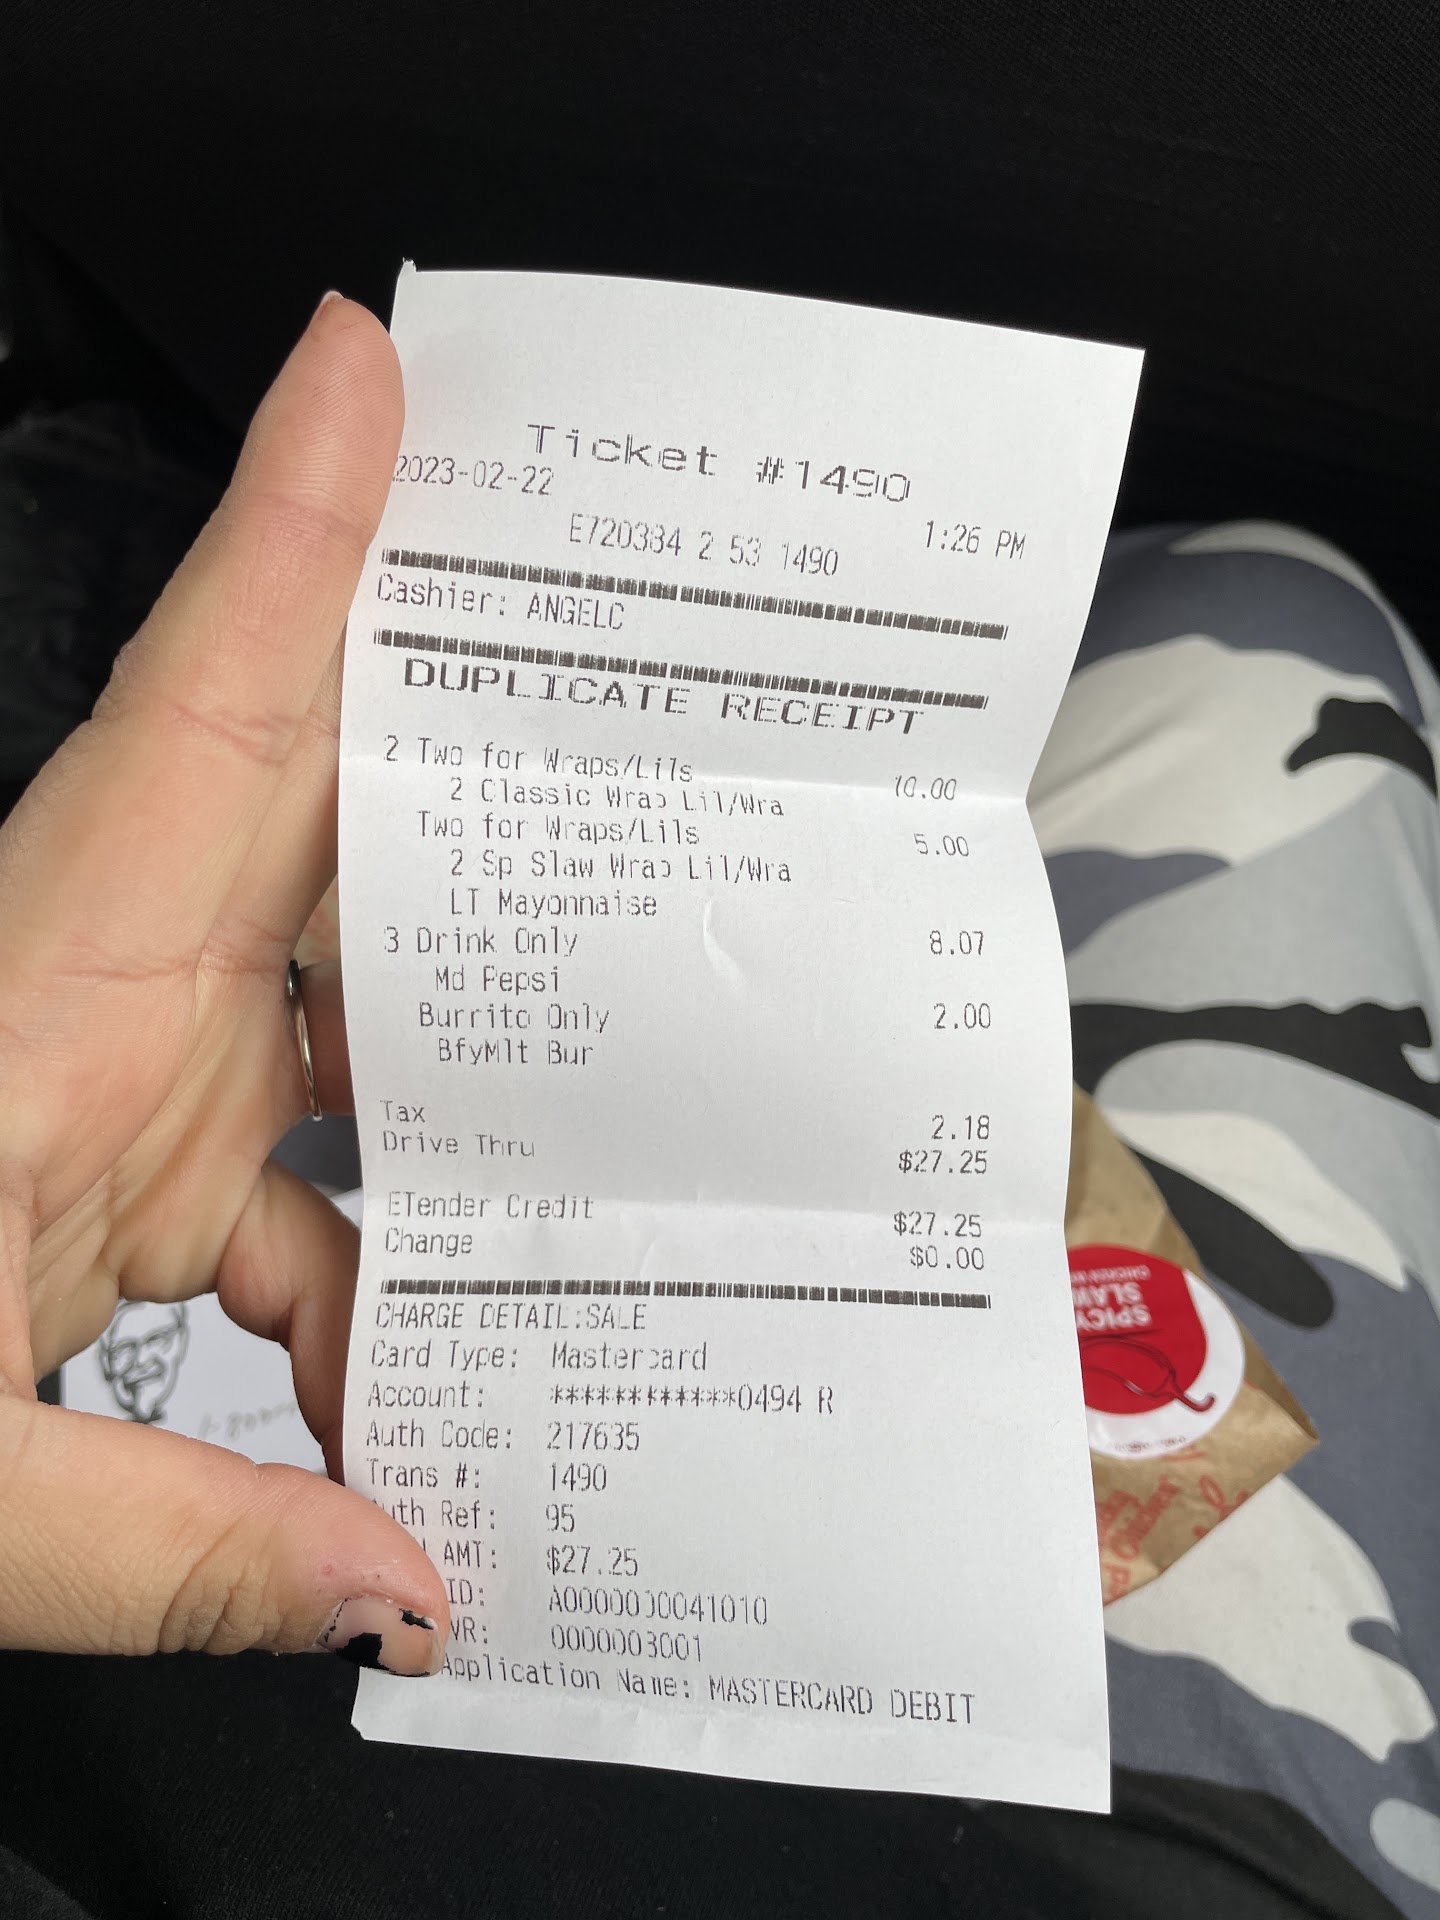 Ticket #1490
2023-02-22 1:26 PM
E720384 2 53 1490
Cashier: ANGELC
DUPLICATE RECEIPT
2 Two for Wraps/Lils 10.00
2 Classic Wrap Lil/Wra
Two for Wraps/Lils 5.00
2 Sp Slaw Wrap Lil/Wra
LT Mayonnaise
3 Drink Only 8.07
Md Pepsi
Burrito Only 2.00
BfyMlt Bur
Tax 2.18
Drive Thru $27.25
ETender Credit $27.25
Change $0.00
CHARGE DETAIL:SALE
Card Type: Mastercard
Account: ************0494 R
Auth Code: 217635
Trans #: 1490
uth Ref: 95
AMT: $27.25
ID: A0000000041010
VR: 0000003001
Application Name: MASTERCARD DEBIT
SPICY
SLAW
CHICKEN
Chicken